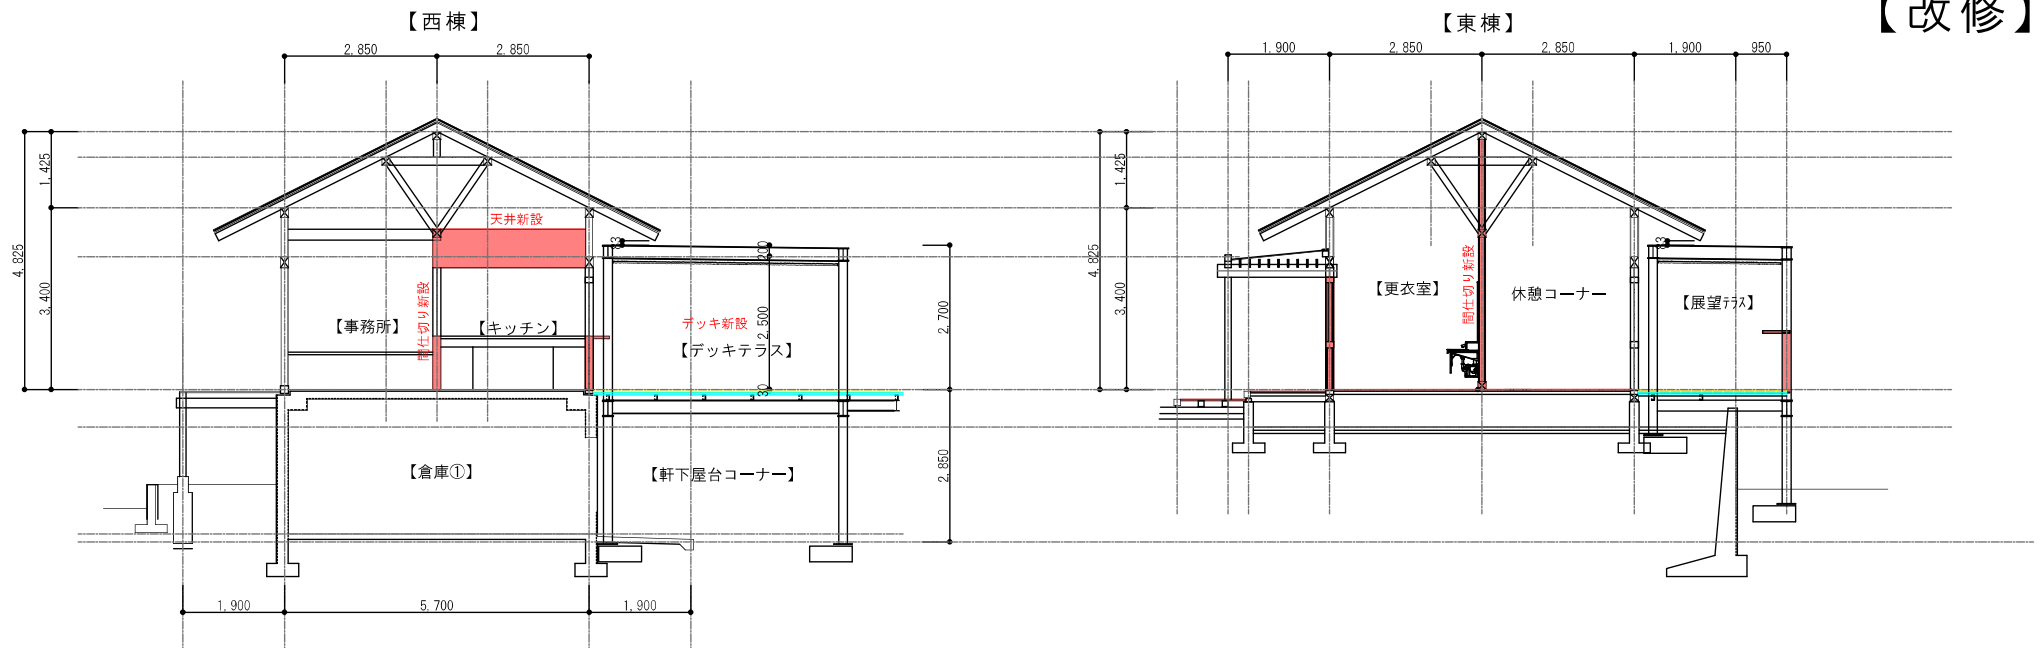 【改修】
【西棟】
2,850
2,850
1,425
4,825
3,400
天井新設
間仕切り新設
【事務所】
【キッチン】
200
2,500
30
デッキ新設
【デッキテラス】
2,700
2,850
【倉庫①】
【軒下屋台コーナー】
1,900
5,700
1,900
【東棟】
1,900
2,850
2,850
1,900
950
1,425
4,825
3,400
【更衣室】
間仕切り新設
休憩コーナー
【展望テラス】